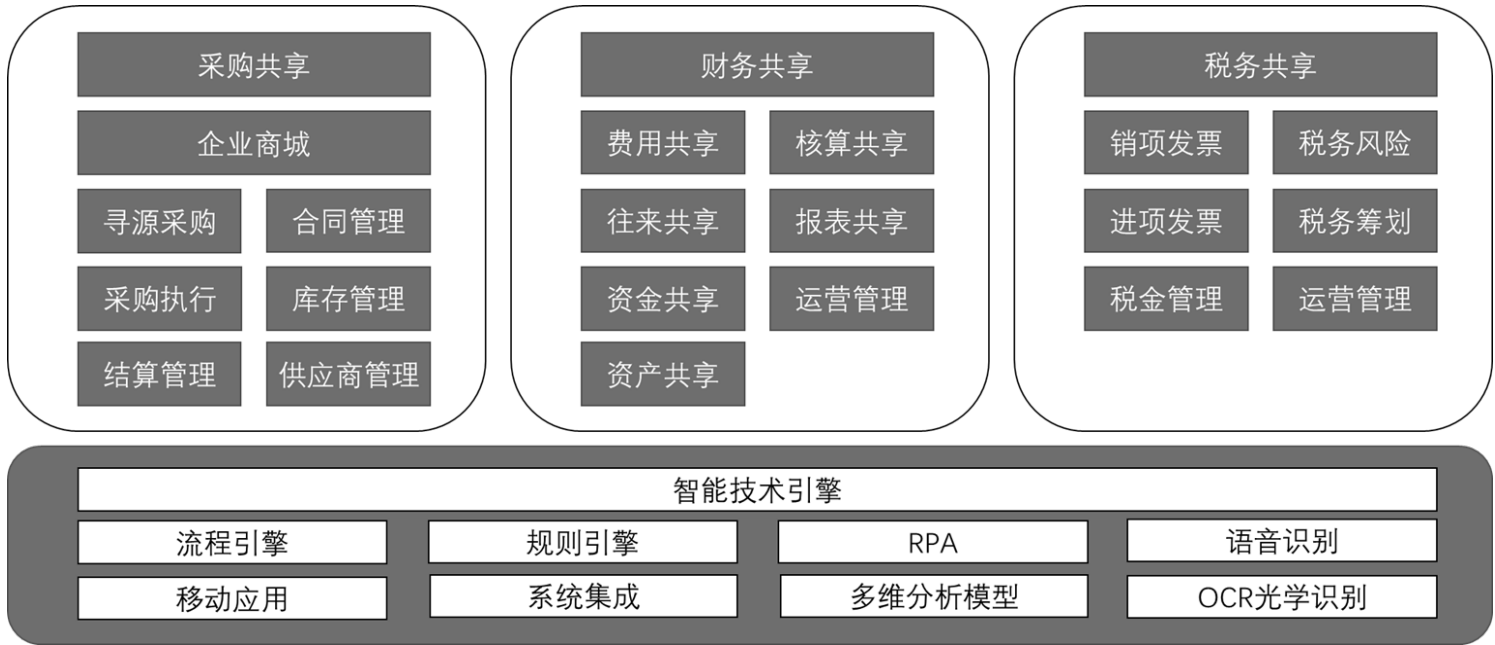 采购共享
企业商城
寻源采购 合同管理
采购执行 库存管理
结算管理 供应商管理
财务共享
费用共享 核算共享
往来共享 报表共享
资金共享 运营管理
资产共享
税务共享
销项发票 税务风险
进项发票 税务筹划
税金管理 运营管理
智能技术引擎
流程引擎 规则引擎 RPA 语音识别
移动应用 系统集成 多维分析模型 OCR光学识别